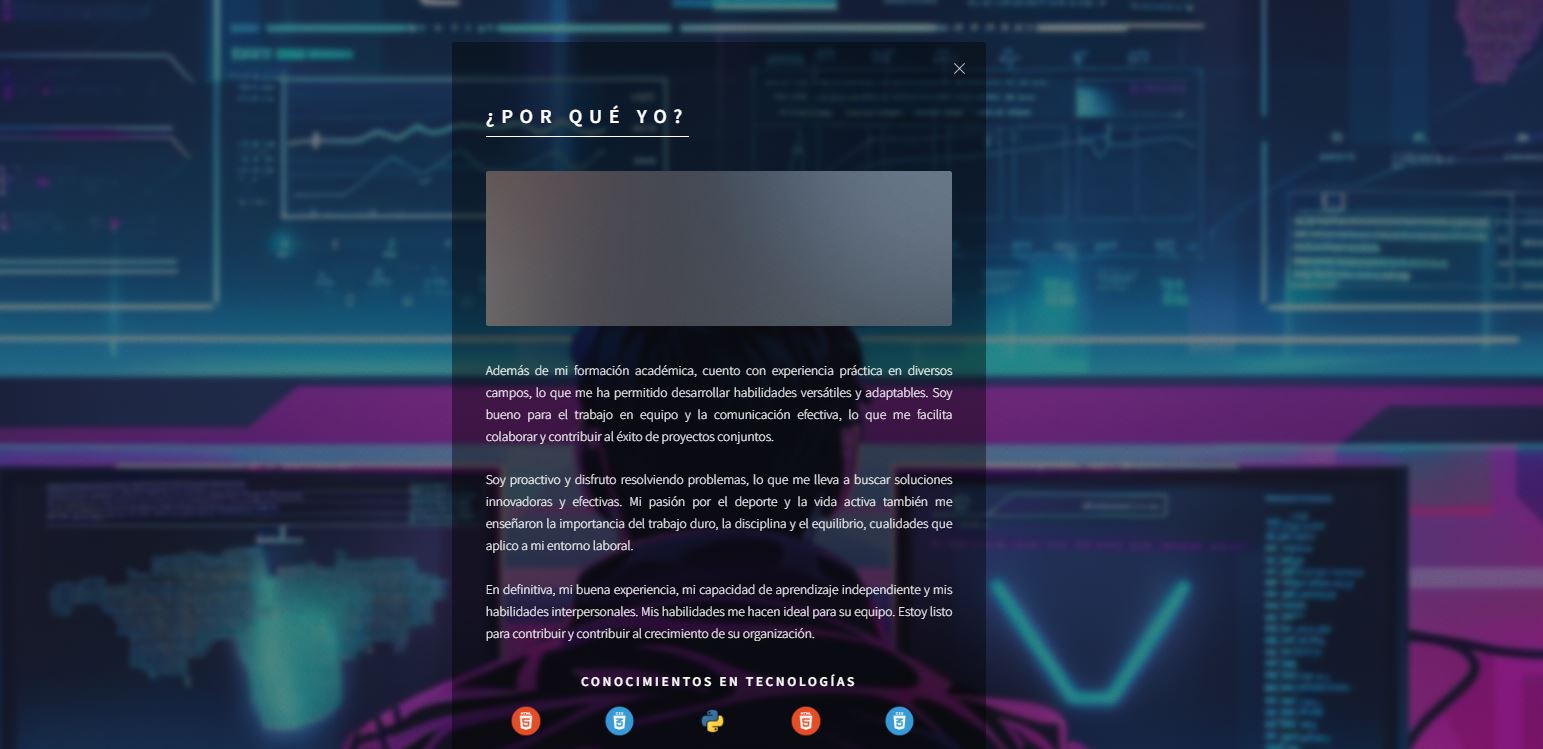 ¿POR QUÉ YO?
Además de mi formación académica, cuento con experiencia práctica en diversos
campos, lo que me ha permitido desarrollar habilidades versátiles y adaptables. Soy
bueno para el trabajo en equipo y la comunicación efectiva, lo que me facilita
colaborar y contribuir al éxito de proyectos conjuntos.
Soy proactivo y disfruto resolviendo problemas, lo que me lleva a buscar soluciones
innovadoras y efectivas. Mi pasión por el deporte y la vida activa también me
enseñaron la importancia del trabajo duro, la disciplina y el equilibrio, cualidades que
aplico a mi entorno laboral.
En definitiva, mi buena experiencia, mi capacidad de aprendizaje independiente y mis
habilidades interpersonales. Mis habilidades me hacen ideal para su equipo. Estoy listo
para contribuir y contribuir al crecimiento de su organización.
CONOCIMIENTOS EN TECNOLOGÍAS